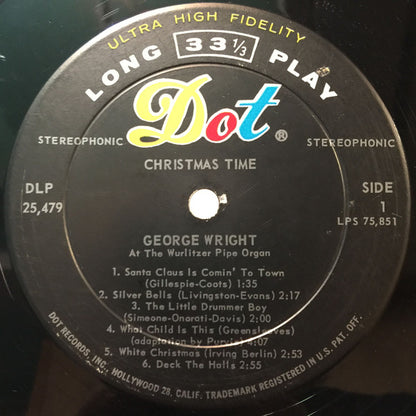 ULTRA HIGH FIDELITY
LONG 33 1/3 PLAY
Dot ®
STEREOPHONIC STEREOPHONIC
CHRISTMAS TIME
DLP
25,479
SIDE
1
LPS 75,851
GEORGE WRIGHT
At The Wurlitzer Pipe Organ
1. Santa Claus Is Comin' To Town
(Gillespie-Coots) 1:35
2. Silver Bells (Livingston-Evans) 2:17
3. The Little Drummer Boy
(Simeone-Onarati-Davis) 2:00
4. What Child Is This (Greensleeves)
(adaptation by Purvis) 4:07
5. White Christmas (Irving Berlin) 2:53
6. Deck The Halls 2:55
DOT RECORDS, INC., HOLLYWOOD 28, CALIF. TRADEMARK REGISTERED IN U.S. PAT. OFF.